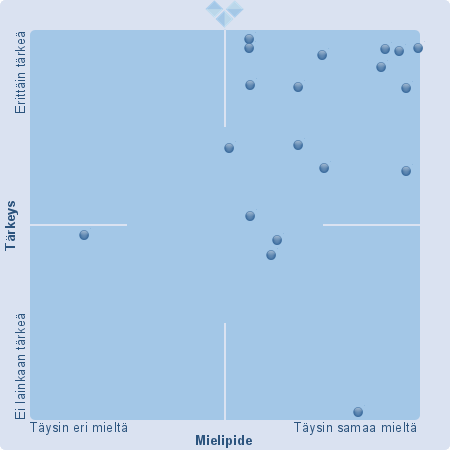 Erittäin tärkeä
Tärkeys
Ei lainkaan tärkeä
Täysin eri mieltä
Täysin samaa mieltä
Mielipide